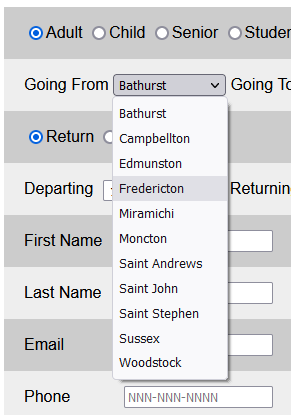 Adult Child Senior Studen
Going From Bathurst Going To
Bathurst
Campbellton
Edmunston
Return Fredericton
Departing Returnin
Miramichi
First Name Moncton
Saint Andrews
Last Name Saint John
Saint Stephen
Email Sussex
Woodstock
Phone NNN-NNN-NNNN